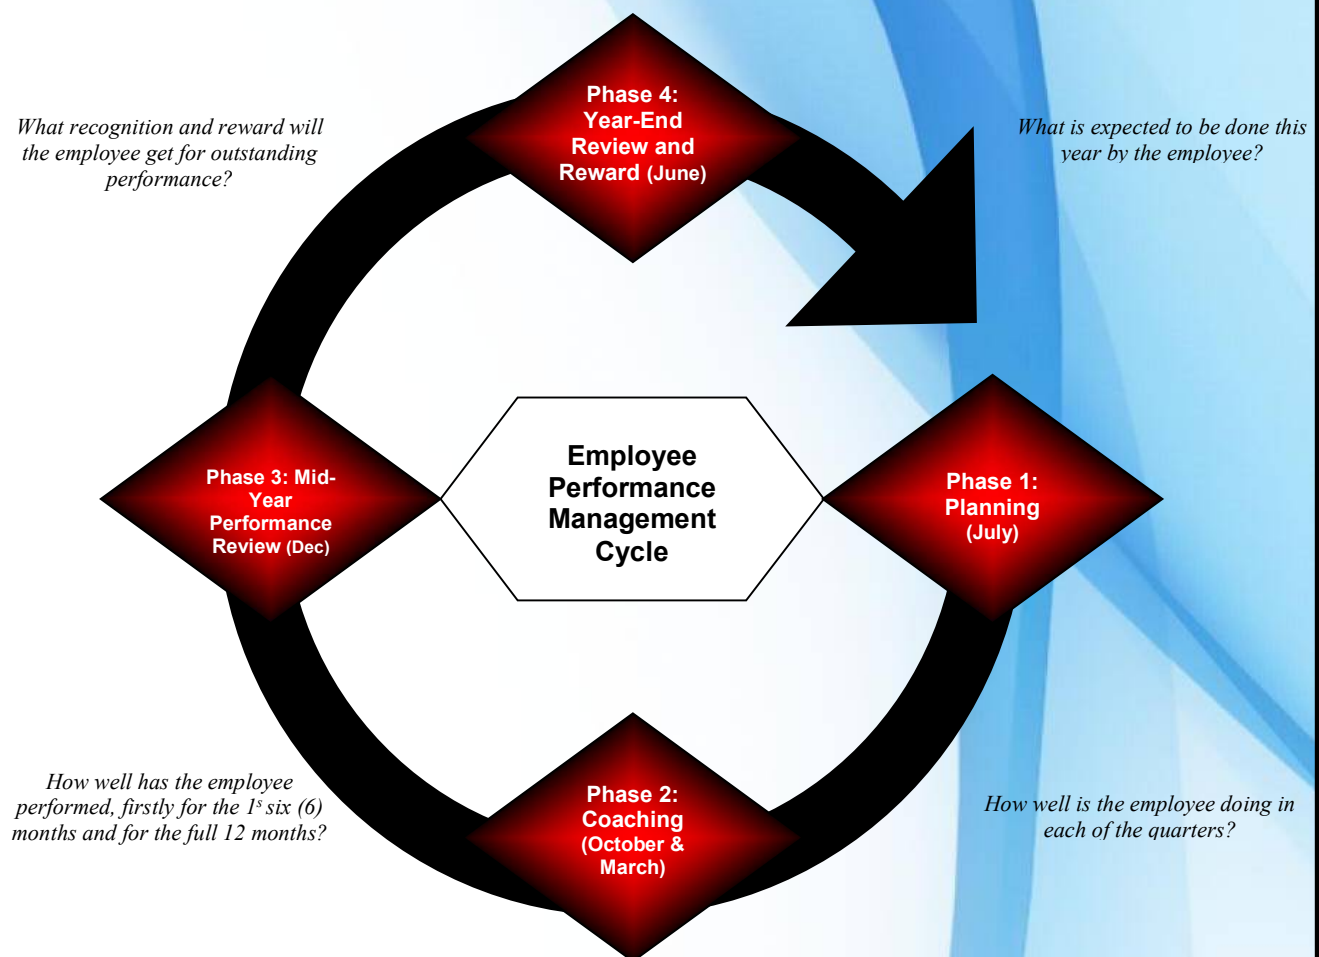 Phase 4:
Year-End
Review and
Reward (June)
What recognition and reward will
the employee get for outstanding
performance?
What is expected to be done this
year by the employee?
Employee
Performance
Management
Cycle
Phase 3: Mid-
Year
Performance
Review (Dec)
Phase 1:
Planning
(July)
How well has the employee
performed, firstly for the 1s six (6)
months and for the full 12 months?
Phase 2:
Coaching
(October &
March)
How well is the employee doing in
each of the quarters?